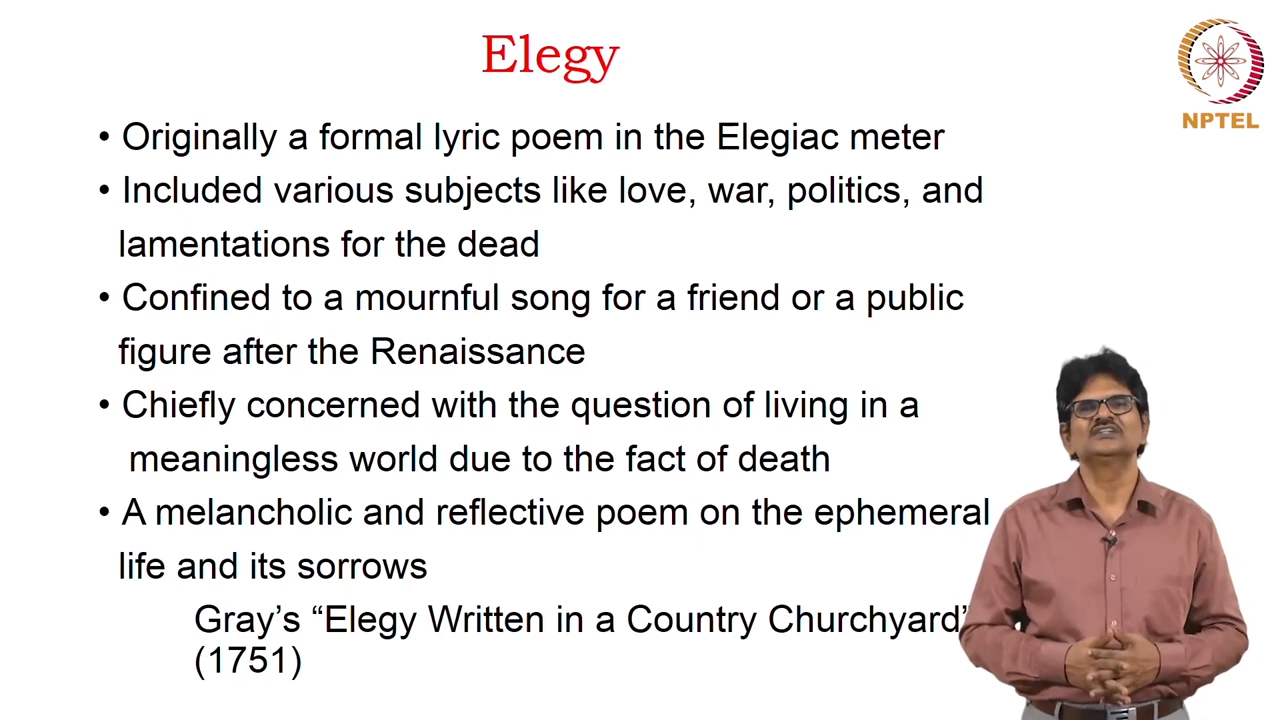 Elegy
NPTEL
• Originally a formal lyric poem in the Elegiac meter
• Included various subjects like love, war, politics, and
lamentations for the dead
• Confined to a mournful song for a friend or a public
figure after the Renaissance
• Chiefly concerned with the question of living in a
meaningless world due to the fact of death
• A melancholic and reflective poem on the ephemeral
life and its sorrows
Gray’s “Elegy Written in a Country Churchyard”
(1751)